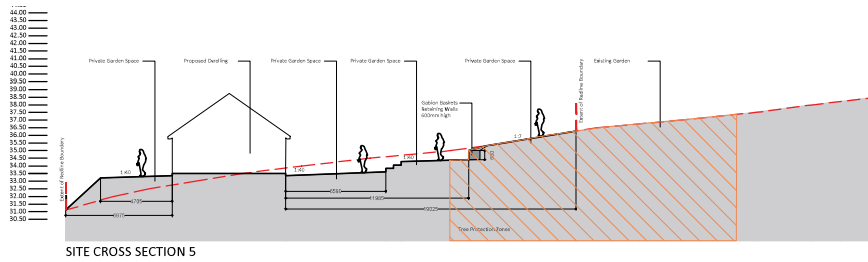 44.00
43.50
43.00
42.50
42.00
41.50
41.00
40.50
40.00
39.50
39.00
38.50
38.00
37.50
37.00
36.50
36.00
35.50
35.00
34.50
34.00
33.50
33.00
32.50
32.00
31.50
31.00
30.50
Private Garden Space
Proposed Dwelling
Private Garden Space
Private Garden Space
Private Garden Space
Existing Garden
Gabion Baskets
Retaining Walls
600mm high
Extent of Redline Boundary
Extent of Redline Boundary
1:40
1:40
1:40
4705
6590
11985
19025
Tree Protection Zones
SITE CROSS SECTION 5